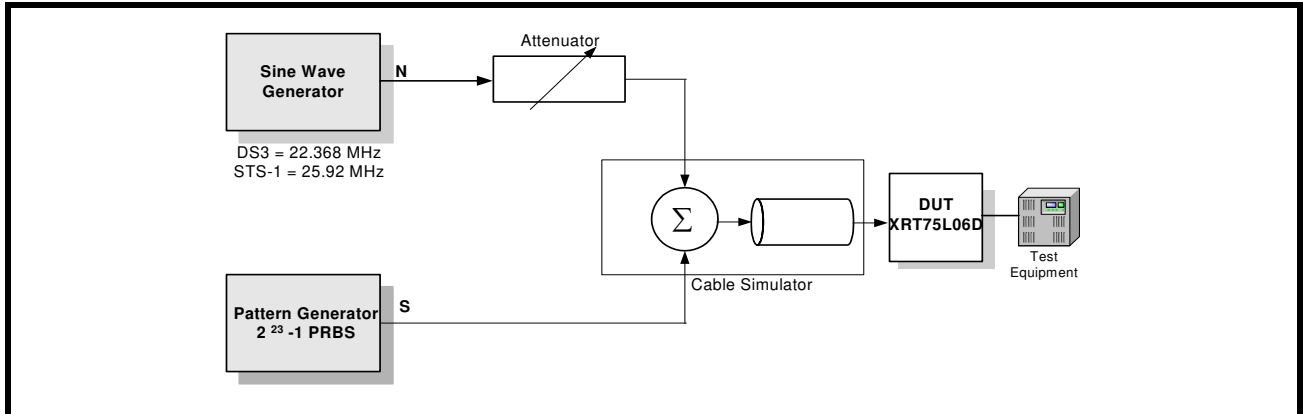 Attenuator
Sine Wave
Generator
N
DS3 = 22.368 MHz
STS-1 = 25.92 MHz
Σ
DUT
XRT75L06D
Test
Equipment
Cable Simulator
Pattern Generator
2 23 -1 PRBS
S